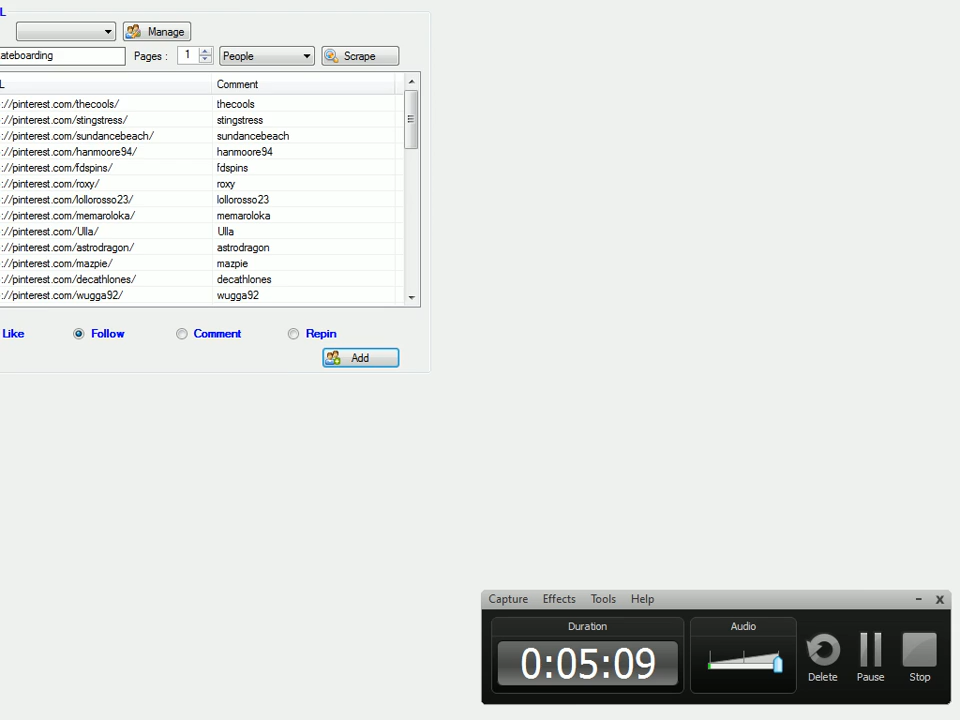 L
Manage
ateboarding Pages : 1 People Scrape
L Comment
://pinterest.com/thecools/ thecools
://pinterest.com/stingstress/ stingstress
://pinterest.com/sundancebeach/ sundancebeach
://pinterest.com/hanmoore94/ hanmoore94
://pinterest.com/fdspins/ fdspins
://pinterest.com/roxy/ roxy
://pinterest.com/lollorosso23/ lollorosso23
://pinterest.com/memaroloka/ memaroloka
://pinterest.com/Ulla/ Ulla
://pinterest.com/astrodragon/ astrodragon
://pinterest.com/mazpie/ mazpie
://pinterest.com/decathlones/ decathlones
://pinterest.com/wugga92/ wugga92
Like Follow Comment Repin
Add
Capture Effects Tools Help
Duration Audio
0:05:09
Delete Pause Stop